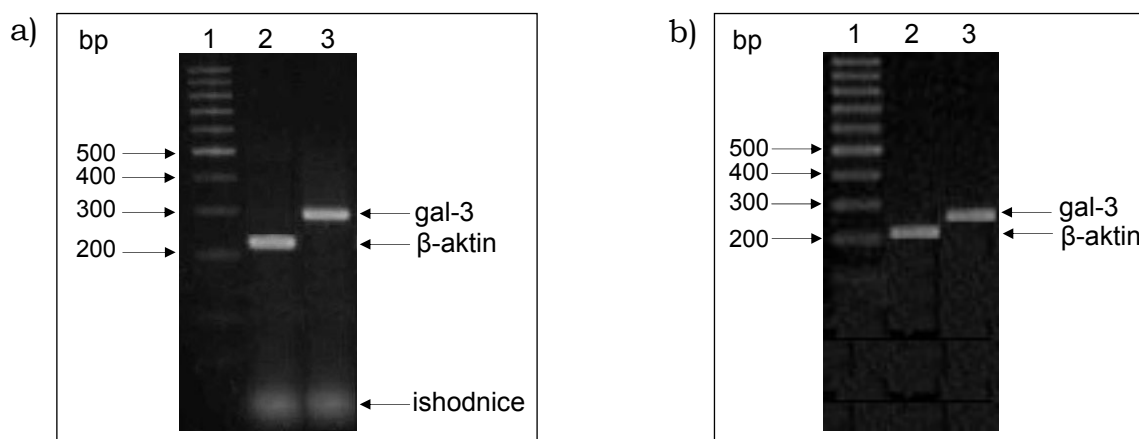 a)
bp 1 2 3
500
400
300 gal-3
200 β-aktin
ishodnice
b)
bp 1 2 3
500
400
300 gal-3
200 β-aktin